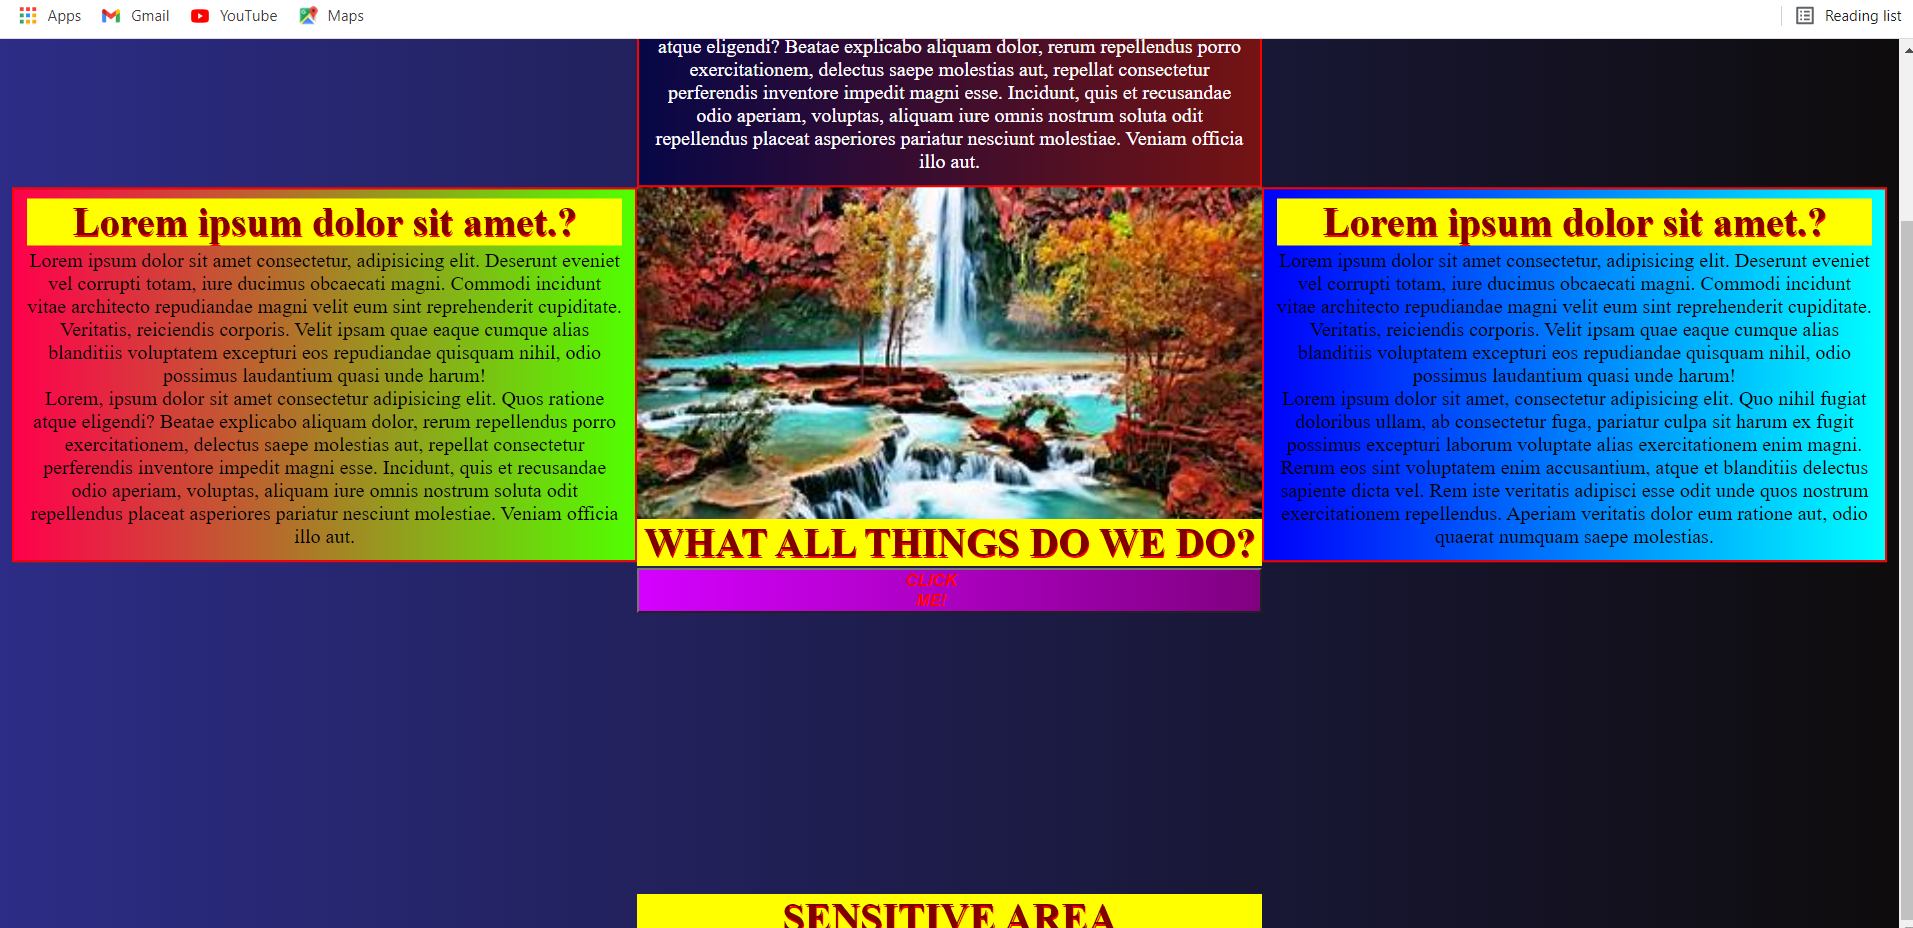 Apps Gmail YouTube Maps Reading list
atque eligendi? Beatae explicabo aliquam dolor, rerum repellendus porro
exercitationem, delectus saepe molestias aut, repellat consectetur
perferendis inventore impedit magni esse. Incidunt, quis et recusandae
odio aperiam, voluptas, aliquam iure omnis nostrum soluta odit
repellendus placeat asperiores pariatur nesciunt molestiae. Veniam officia
illo aut.
Lorem ipsum dolor sit amet.?
Lorem ipsum dolor sit amet consectetur, adipisicing elit. Deserunt eveniet
vel corrupti totam, iure ducimus obcaecati magni. Commodi incidunt
vitae architecto repudiandae magni velit eum sint reprehenderit cupiditate.
Veritatis, reiciendis corporis. Velit ipsam quae eaque cumque alias
blanditiis voluptatem excepturi eos repudiandae quisquam nihil, odio
possimus laudantium quasi unde harum!
Lorem, ipsum dolor sit amet consectetur adipisicing elit. Quos ratione
atque eligendi? Beatae explicabo aliquam dolor, rerum repellendus porro
exercitationem, delectus saepe molestias aut, repellat consectetur
perferendis inventore impedit magni esse. Incidunt, quis et recusandae
odio aperiam, voluptas, aliquam iure omnis nostrum soluta odit
repellendus placeat asperiores pariatur nesciunt molestiae. Veniam officia
illo aut.
WHAT ALL THINGS DO WE DO?
CLICK
ME!
Lorem ipsum dolor sit amet.?
Lorem ipsum dolor sit amet consectetur, adipisicing elit. Deserunt eveniet
vel corrupti totam, iure ducimus obcaecati magni. Commodi incidunt
vitae architecto repudiandae magni velit eum sint reprehenderit cupiditate.
Veritatis, reiciendis corporis. Velit ipsam quae eaque cumque alias
blanditiis voluptatem excepturi eos repudiandae quisquam nihil, odio
possimus laudantium quasi unde harum!
Lorem ipsum dolor sit amet, consectetur adipisicing elit. Quo nihil fugiat
doloribus ullam, ab consectetur fuga, pariatur culpa sit harum ex fugit
possimus excepturi laborum voluptate alias exercitationem enim magni.
Rerum eos sint voluptatem enim accusantium, atque et blanditiis delectus
sapiente dicta vel. Rem iste veritatis adipisci esse odit unde quos nostrum
exercitationem repellendus. Aperiam veritatis dolor eum ratione aut, odio
quaerat numquam saepe molestias.
SENSITIVE AREA